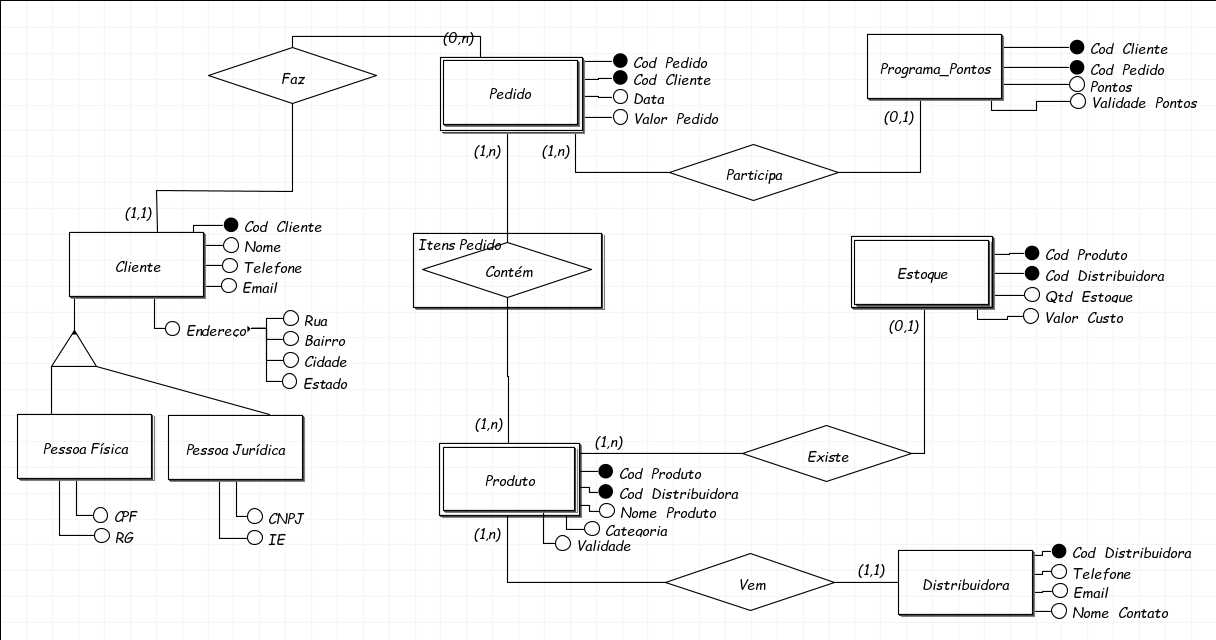 (0,n)
Faz
Pedido
Cod Pedido
Cod Cliente
Data
Valor Pedido
Programa_Pontos
Cod Cliente
Cod Pedido
Pontos
Validade Pontos
(1,n)
(1,n)
(0,1)
Participa
(1,1)
Cliente
Cod Cliente
Nome
Telefone
Email
Endereço
Rua
Bairro
Cidade
Estado
Itens Pedido
Contém
Estoque
Cod Produto
Cod Distribuidora
Qtd Estoque
Valor Custo
(0,1)
Pessoa Física
Pessoa Jurídica
CPF
RG
CNPJ
IE
(1,n)
(1,n)
Existe
Produto
Cod Produto
Cod Distribuidora
Nome Produto
Categoria
Validade
(1,n)
Vem
(1,1)
Distribuidora
Cod Distribuidora
Telefone
Email
Nome Contato